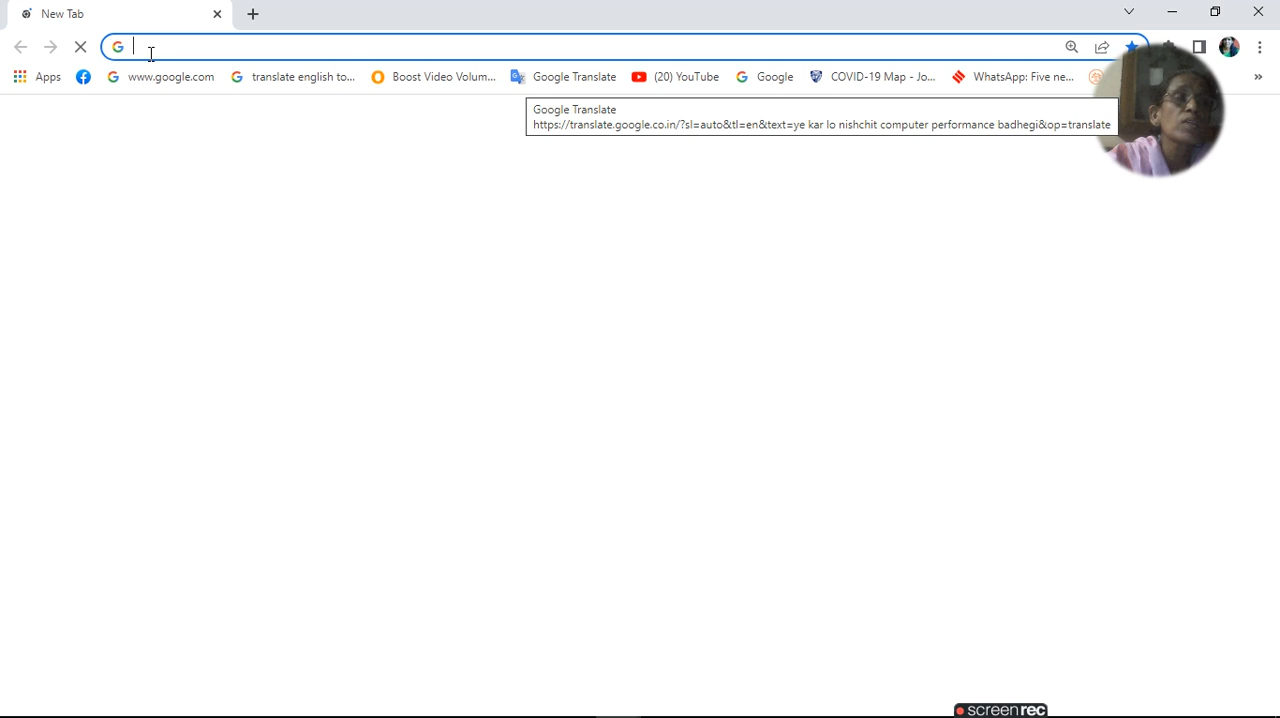 New Tab
Apps
www.google.com
translate english to...
Boost Video Volum...
Google Translate
(20) YouTube
Google
COVID-19 Map - Jo...
WhatsApp: Five ne...
»
Google Translate
https://translate.google.co.in/?sl=auto&tl=en&text=ye kar lo nishchit computer performance badhegi&op=translate
screenrec